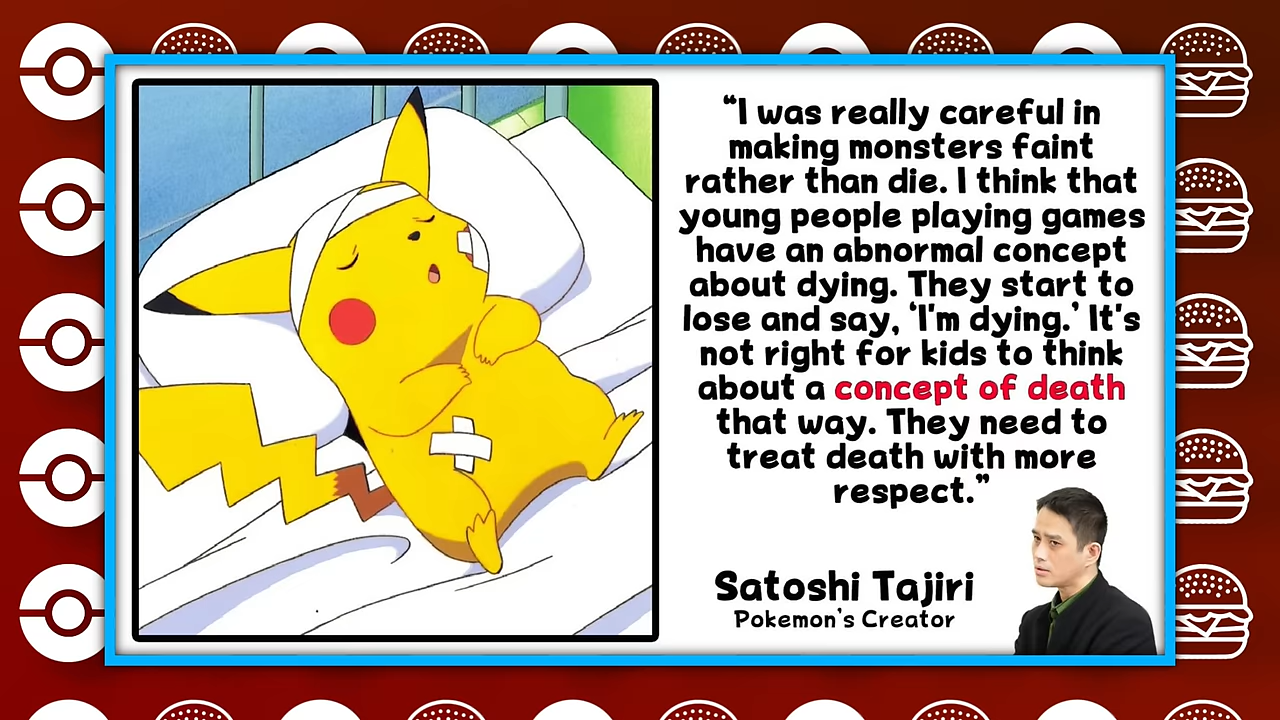 “I was really careful in
making monsters faint
rather than die. I think that
young people playing games
have an abnormal concept
about dying. They start to
lose and say, ‘I'm dying.’ It's
not right for kids to think
about a concept of death
that way. They need to
treat death with more
respect.”
Satoshi Tajiri
Pokemon's Creator